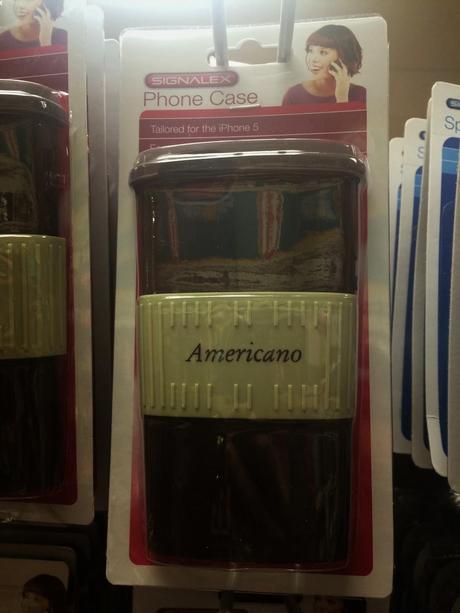 SIGNALEX
Phone Case
Tailored for the iPhone 5
Americano